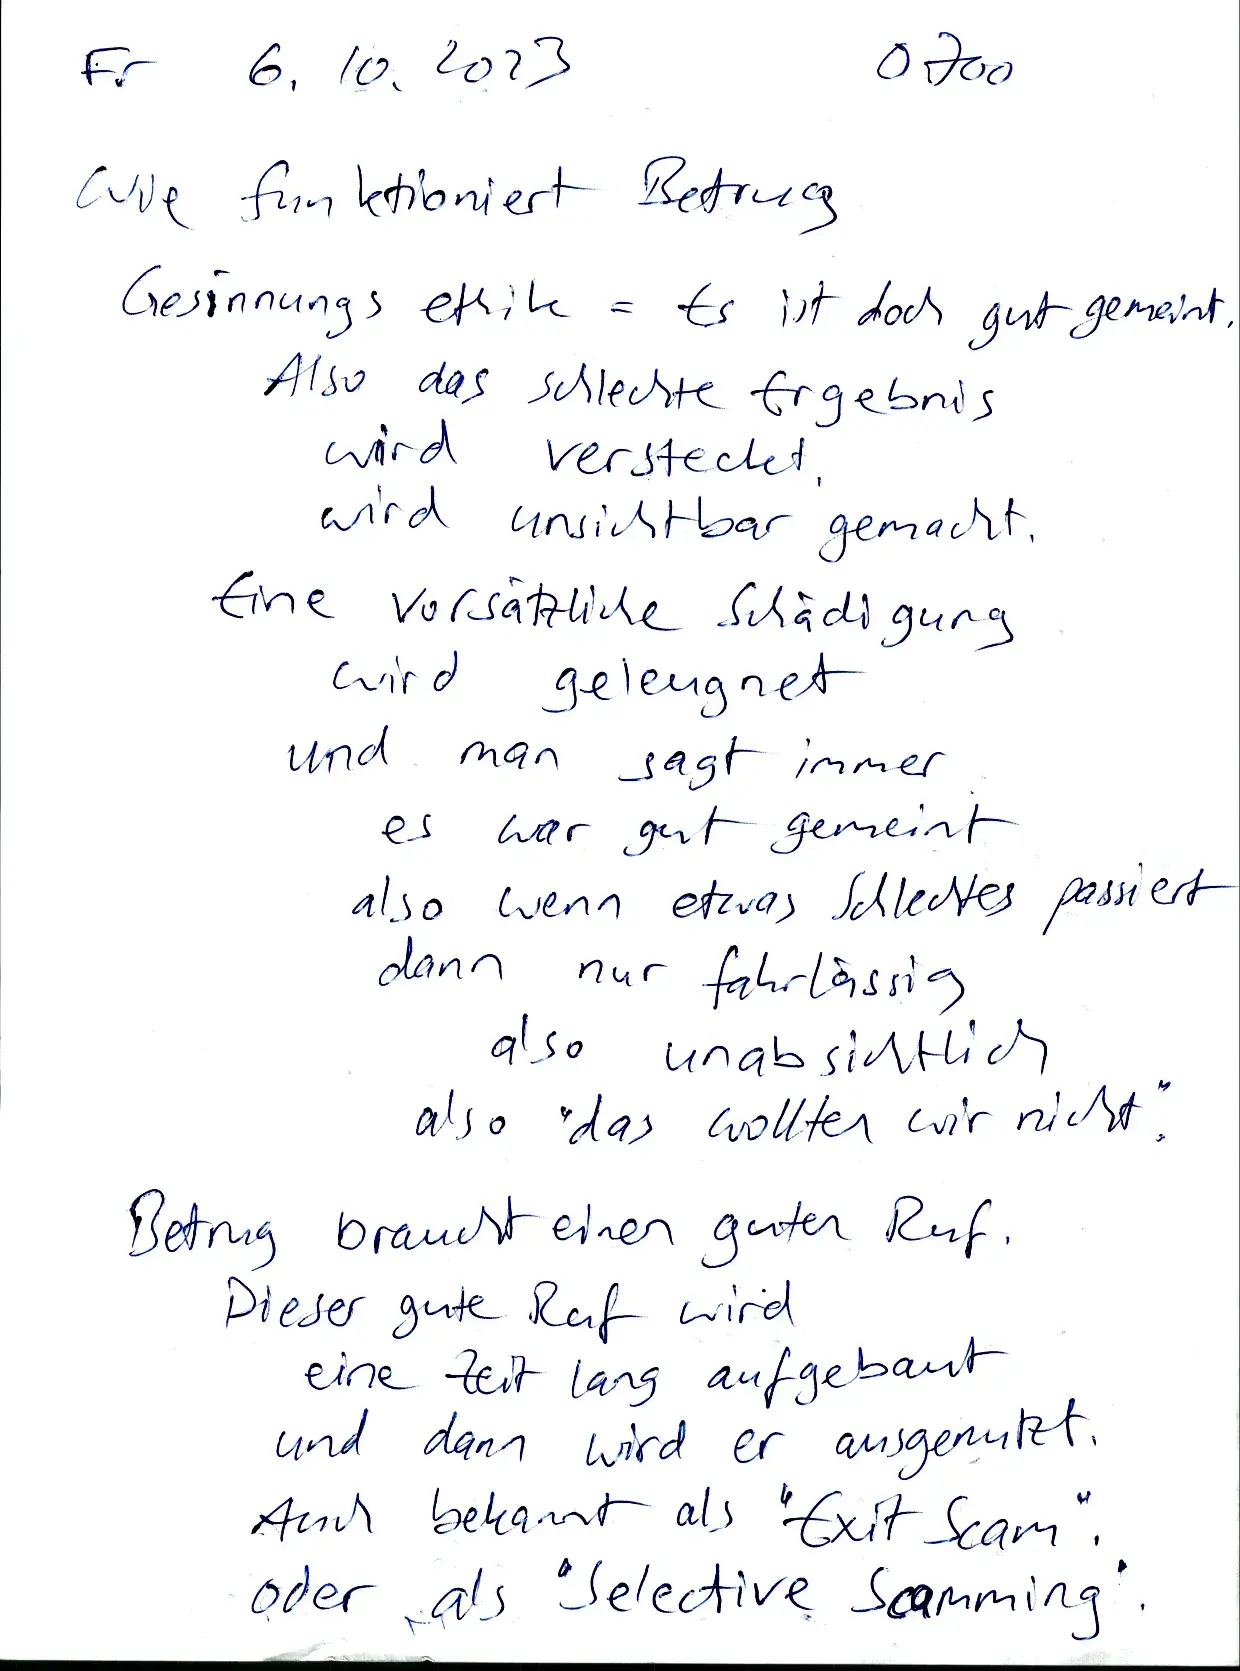 Fr 6.10.2023 0700
Wie funktioniert Betrug
Gesinnungsethik = Es ist doch gut gemeint.
Also das schlechte Ergebnis
wird versteckt,
wird unsichtbar gemacht.
Eine vorsätzliche Schädigung
wird geleugnet
und man sagt immer
es war gut gemeint
also wenn etwas Schlechtes passiert
dann nur fahrlässig
also unabsichtlich
also "das wollten wir nicht".
Betrug braucht einen guten Ruf.
Dieser gute Ruf wird
eine Zeit lang aufgebaut
und dann wird er ausgenutzt.
Auch bekannt als "Exit Scam".
oder als "Selective Scamming".